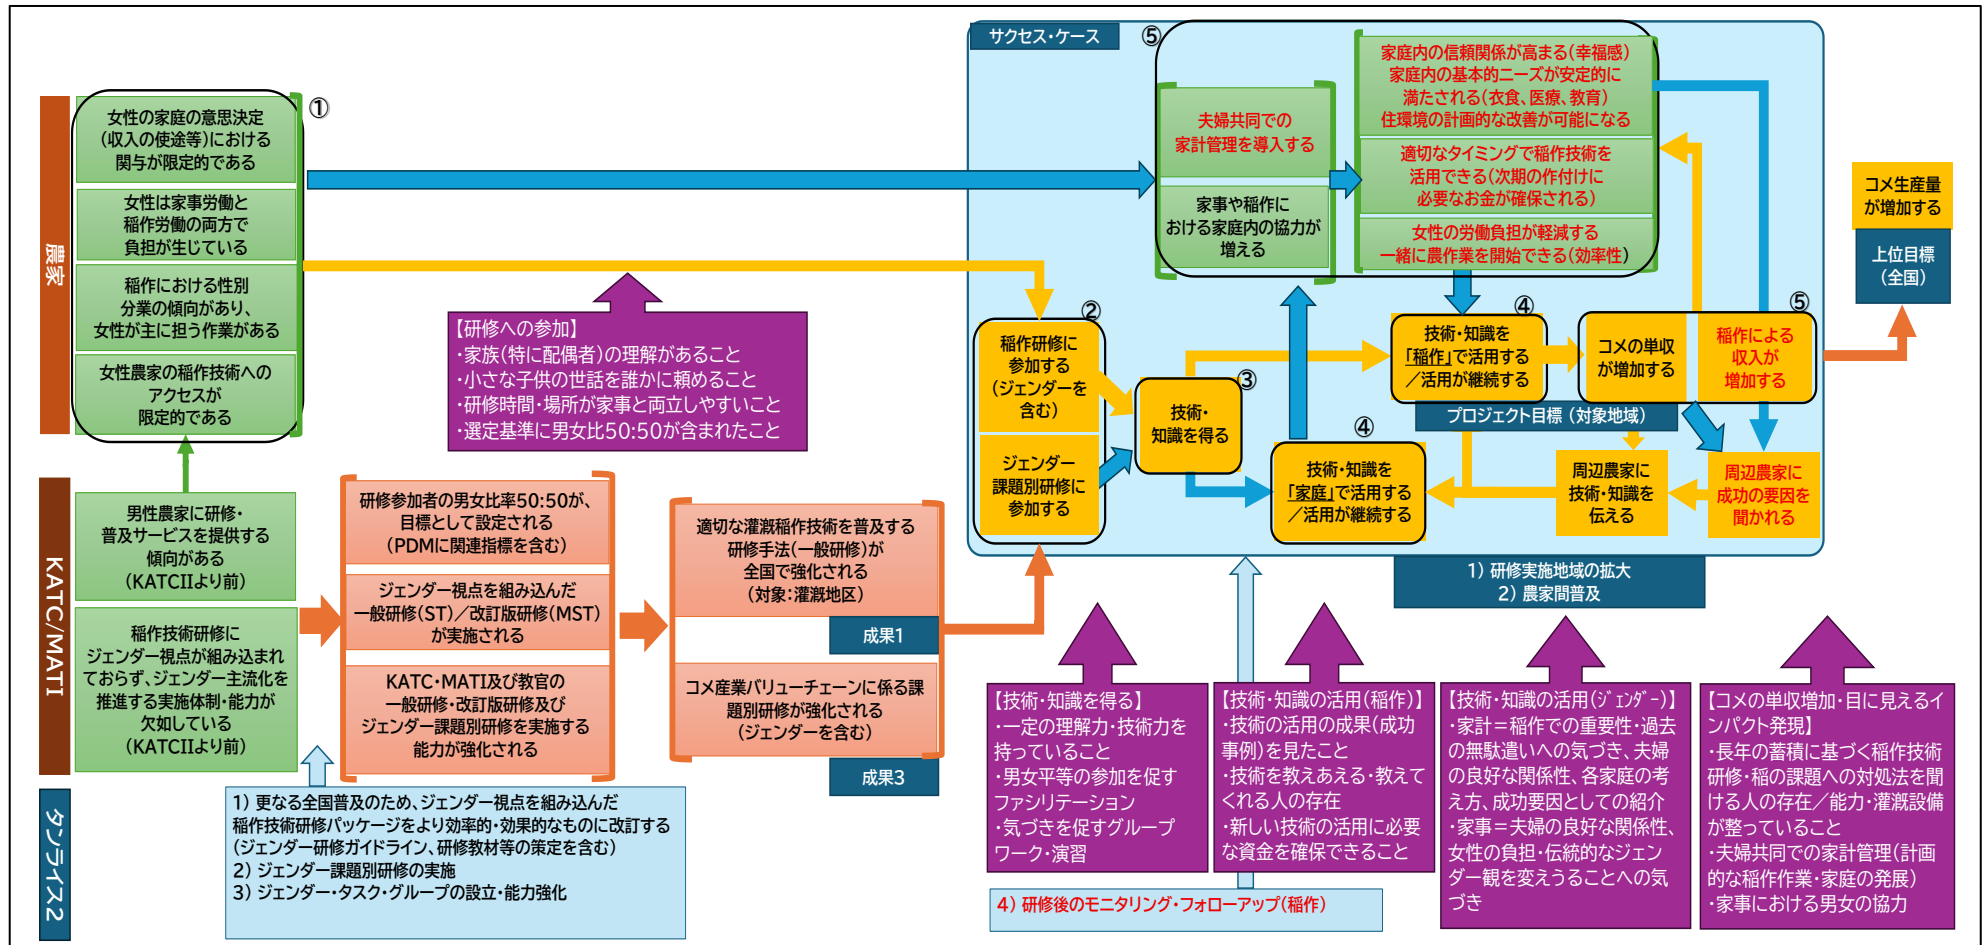 サクセス・ケース
⑤
農家
①
女性の家庭の意思決定
(収入の使途等)における
関与が限定的である
女性は家事労働と
稲作労働の両方で
負担が生じている
稲作における性別
分業の傾向があり、
女性が主に担う作業がある
女性農家の稲作技術への
アクセスが
限定的である
【研修への参加】
・家族(特に配偶者)の理解があること
・小さな子供の世話を誰かに頼めること
・研修時間・場所が家事と両立しやすいこと
・選定基準に男女比50:50が含まれたこと
夫婦共同での
家計管理を導入する
家事や稲作に
おける家庭内の協力が
増える
家庭内の信頼関係が高まる(幸福感)
家庭内の基本的ニーズが安定的に
満たされる(衣食、医療、教育)
住環境の計画的な改善が可能になる
適切なタイミングで稲作技術を
活用できる(次期の作付けに
必要なお金が確保される)
女性の労働負担が軽減する
一緒に農作業を開始できる(効率性)
コメ生産量
が増加する
上位目標
(全国)
②
稲作研修に
参加する
(ジェンダーを
含む)
ジェンダー
課題別研修に
参加する
③
技術・
知識を得る
④
技術・知識を
「稲作」で活用する
/活用が継続する
④
技術・知識を
「家庭」で活用する
/活用が継続する
⑤
コメの単収
が増加する
稲作による
収入が
増加する
プロジェクト目標(対象地域)
周辺農家に
技術・知識を
伝える
周辺農家に
成功の要因を
聞かれる
1) 研修実施地域の拡大
2) 農家間普及
KATC/MATI
男性農家に研修・
普及サービスを提供する
傾向がある
(KATCIIより前)
稲作技術研修に
ジェンダー視点が組み込まれ
ておらず、ジェンダー主流化を
推進する実施体制・能力が
欠如している
(KATCIIより前)
研修参加者の男女比率50:50が、
目標として設定される
(PDMに関連指標を含む)
ジェンダー視点を組み込んだ
一般研修(ST)/改訂版研修(MST)
が実施される
KATC・MATI及び教官の
一般研修・改訂版研修及び
ジェンダー課題別研修を実施する
能力が強化される
適切な灌漑稲作技術を普及する
研修手法(一般研修)が
全国で強化される
(対象:灌漑地区)
成果1
コメ産業バリューチェーンに係る課
題別研修が強化される
(ジェンダーを含む)
成果3
タンライス2
1) 更なる全国普及のため、ジェンダー視点を組み込んだ
稲作技術研修パッケージをより効率的・効果的なものに改訂する
(ジェンダー研修ガイドライン、研修教材等の策定を含む)
2) ジェンダー課題別研修の実施
3) ジェンダー・タスク・グループの設立・能力強化
【技術・知識を得る】
・一定の理解力・技術力を
持っていること
・男女平等の参加を促す
ファシリテーション
・気づきを促すグループ
ワーク・演習
【技術・知識の活用(稲作)】
・技術の活用の成果(成功
事例)を見たこと
・技術を教えあえる・教えて
くれる人の存在
・新しい技術の活用に必要
な資金を確保できること
4) 研修後のモニタリング・フォローアップ(稲作)
【技術・知識の活用(ジェンダー)】
・家計=稲作での重要性・過去
の無駄遣いへの気づき、夫婦
の良好な関係性、各家庭の考
え方、成功要因としての紹介
・家事=夫婦の良好な関係性、
女性の負担・伝統的なジェン
ダー観を変えうることへの気
づき
【コメの単収増加・目に見えるイ
ンパクト発現】
・長年の蓄積に基づく稲作技術
研修・稲の課題への対処法を聞
ける人の存在/能力・灌漑設備
が整っていること
・夫婦共同での家計管理(計画
的な稲作作業・家庭の発展)
・家事における男女の協力